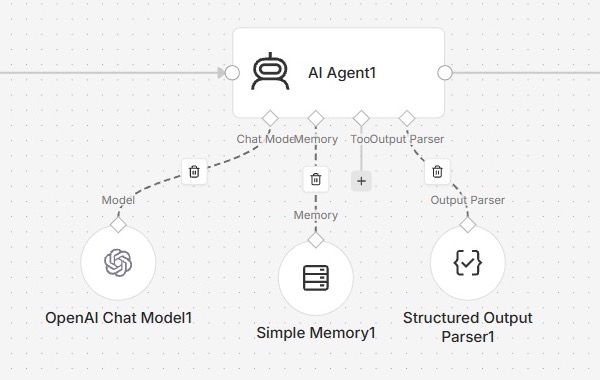 AI Agent1
Chat Mode
Memory
Too
Output Parser
Model
Output Parser
Memory
OpenAI Chat Model1
Simple Memory1
Structured Output
Parser1